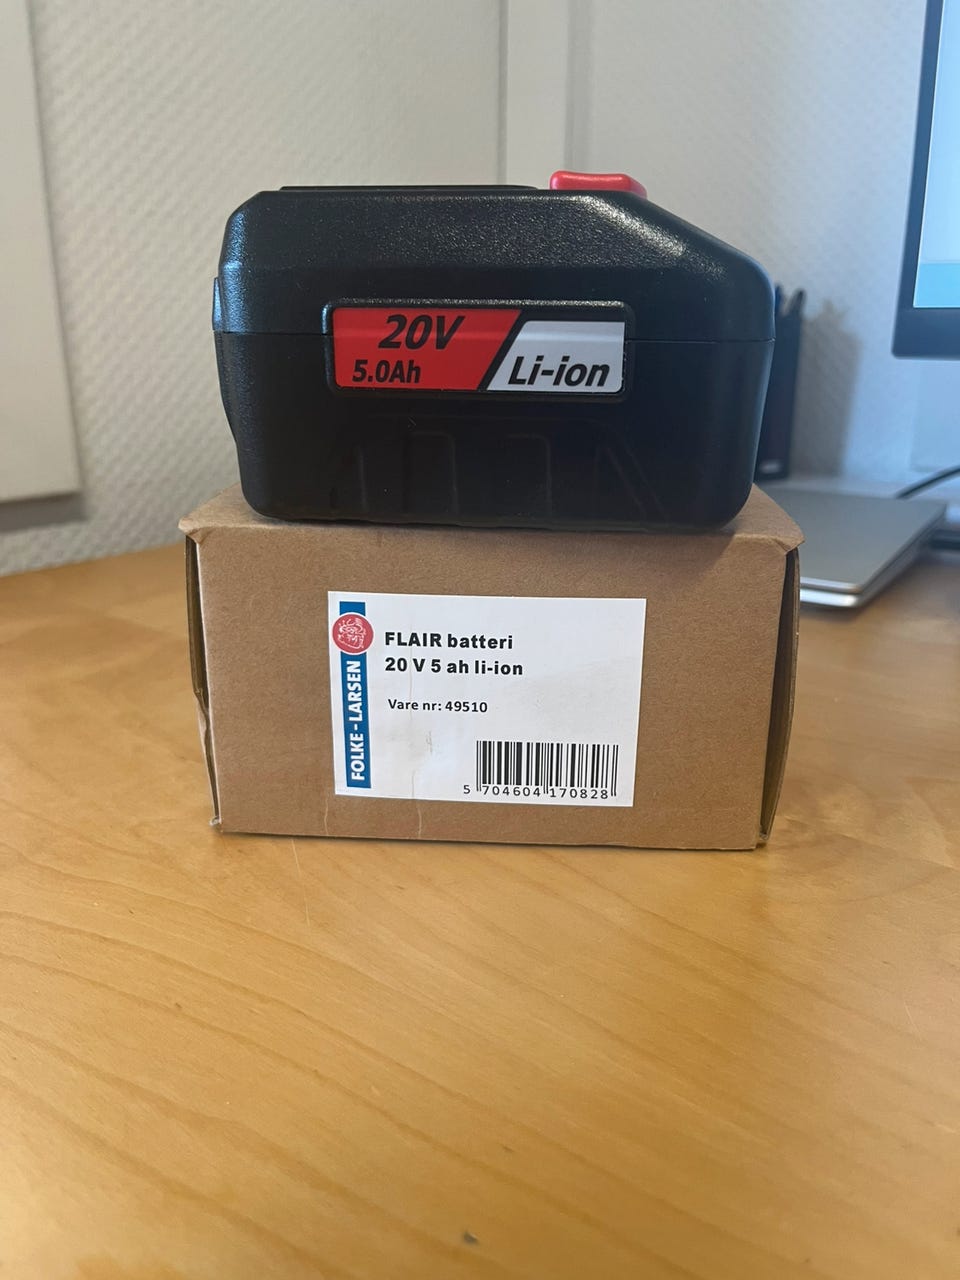 20V
5.0Ah
Li-ion
FOLKE-LARSEN
FLAIR batteri
20 V 5 ah li-ion
Vare nr: 49510
5 704604 170828